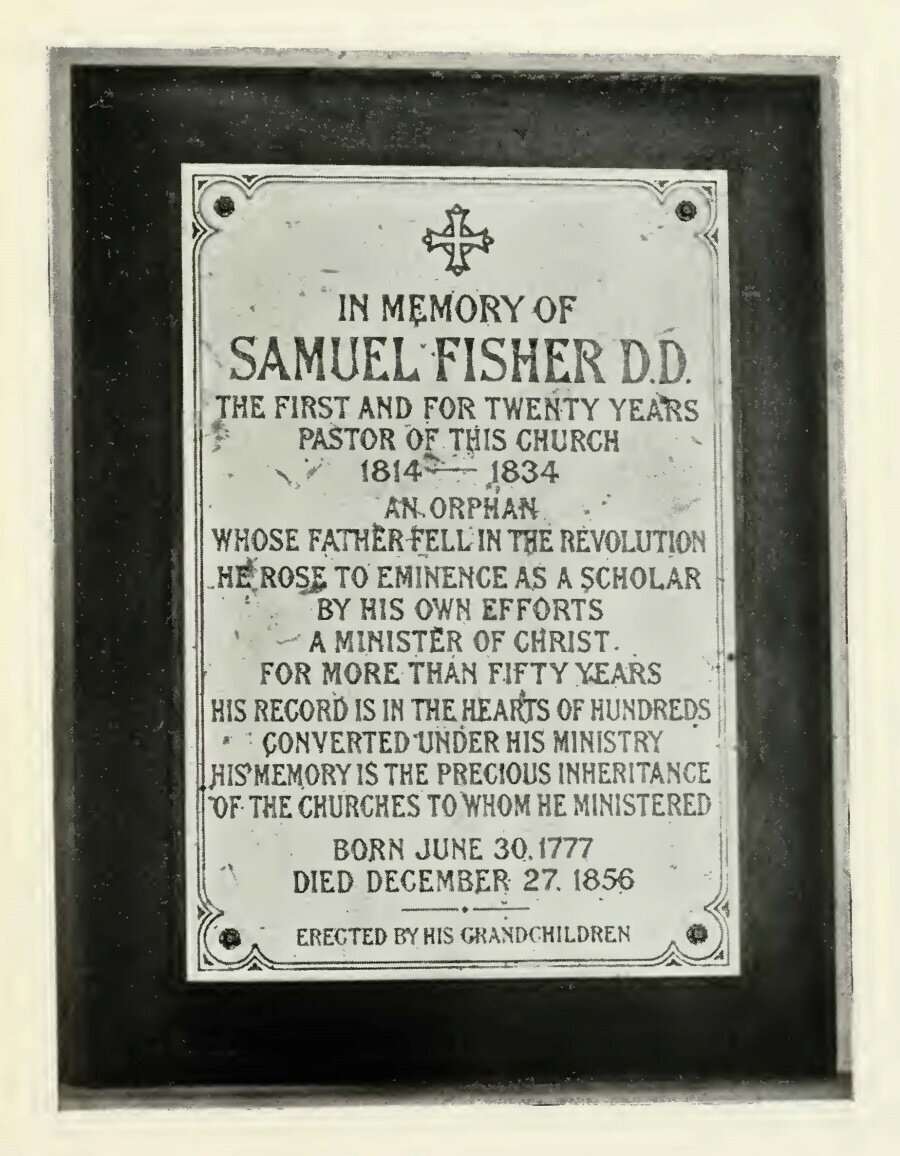 IN MEMORY OF
SAMUEL FISHER D.D.
THE FIRST AND FOR TWENTY YEARS
PASTOR OF THIS CHURCH
1814 — 1834
AN ORPHAN
WHOSE FATHER FELL IN THE REVOLUTION
HE ROSE TO EMINENCE AS A SCHOLAR
BY HIS OWN EFFORTS
A MINISTER OF CHRIST.
FOR MORE THAN FIFTY YEARS
HIS RECORD IS IN THE HEARTS OF HUNDREDS
CONVERTED UNDER HIS MINISTRY
HIS MEMORY IS THE PRECIOUS INHERITANCE
OF THE CHURCHES TO WHOM HE MINISTERED
BORN JUNE 30. 1777
DIED DECEMBER 27. 1856
ERECTED BY HIS GRANDCHILDREN